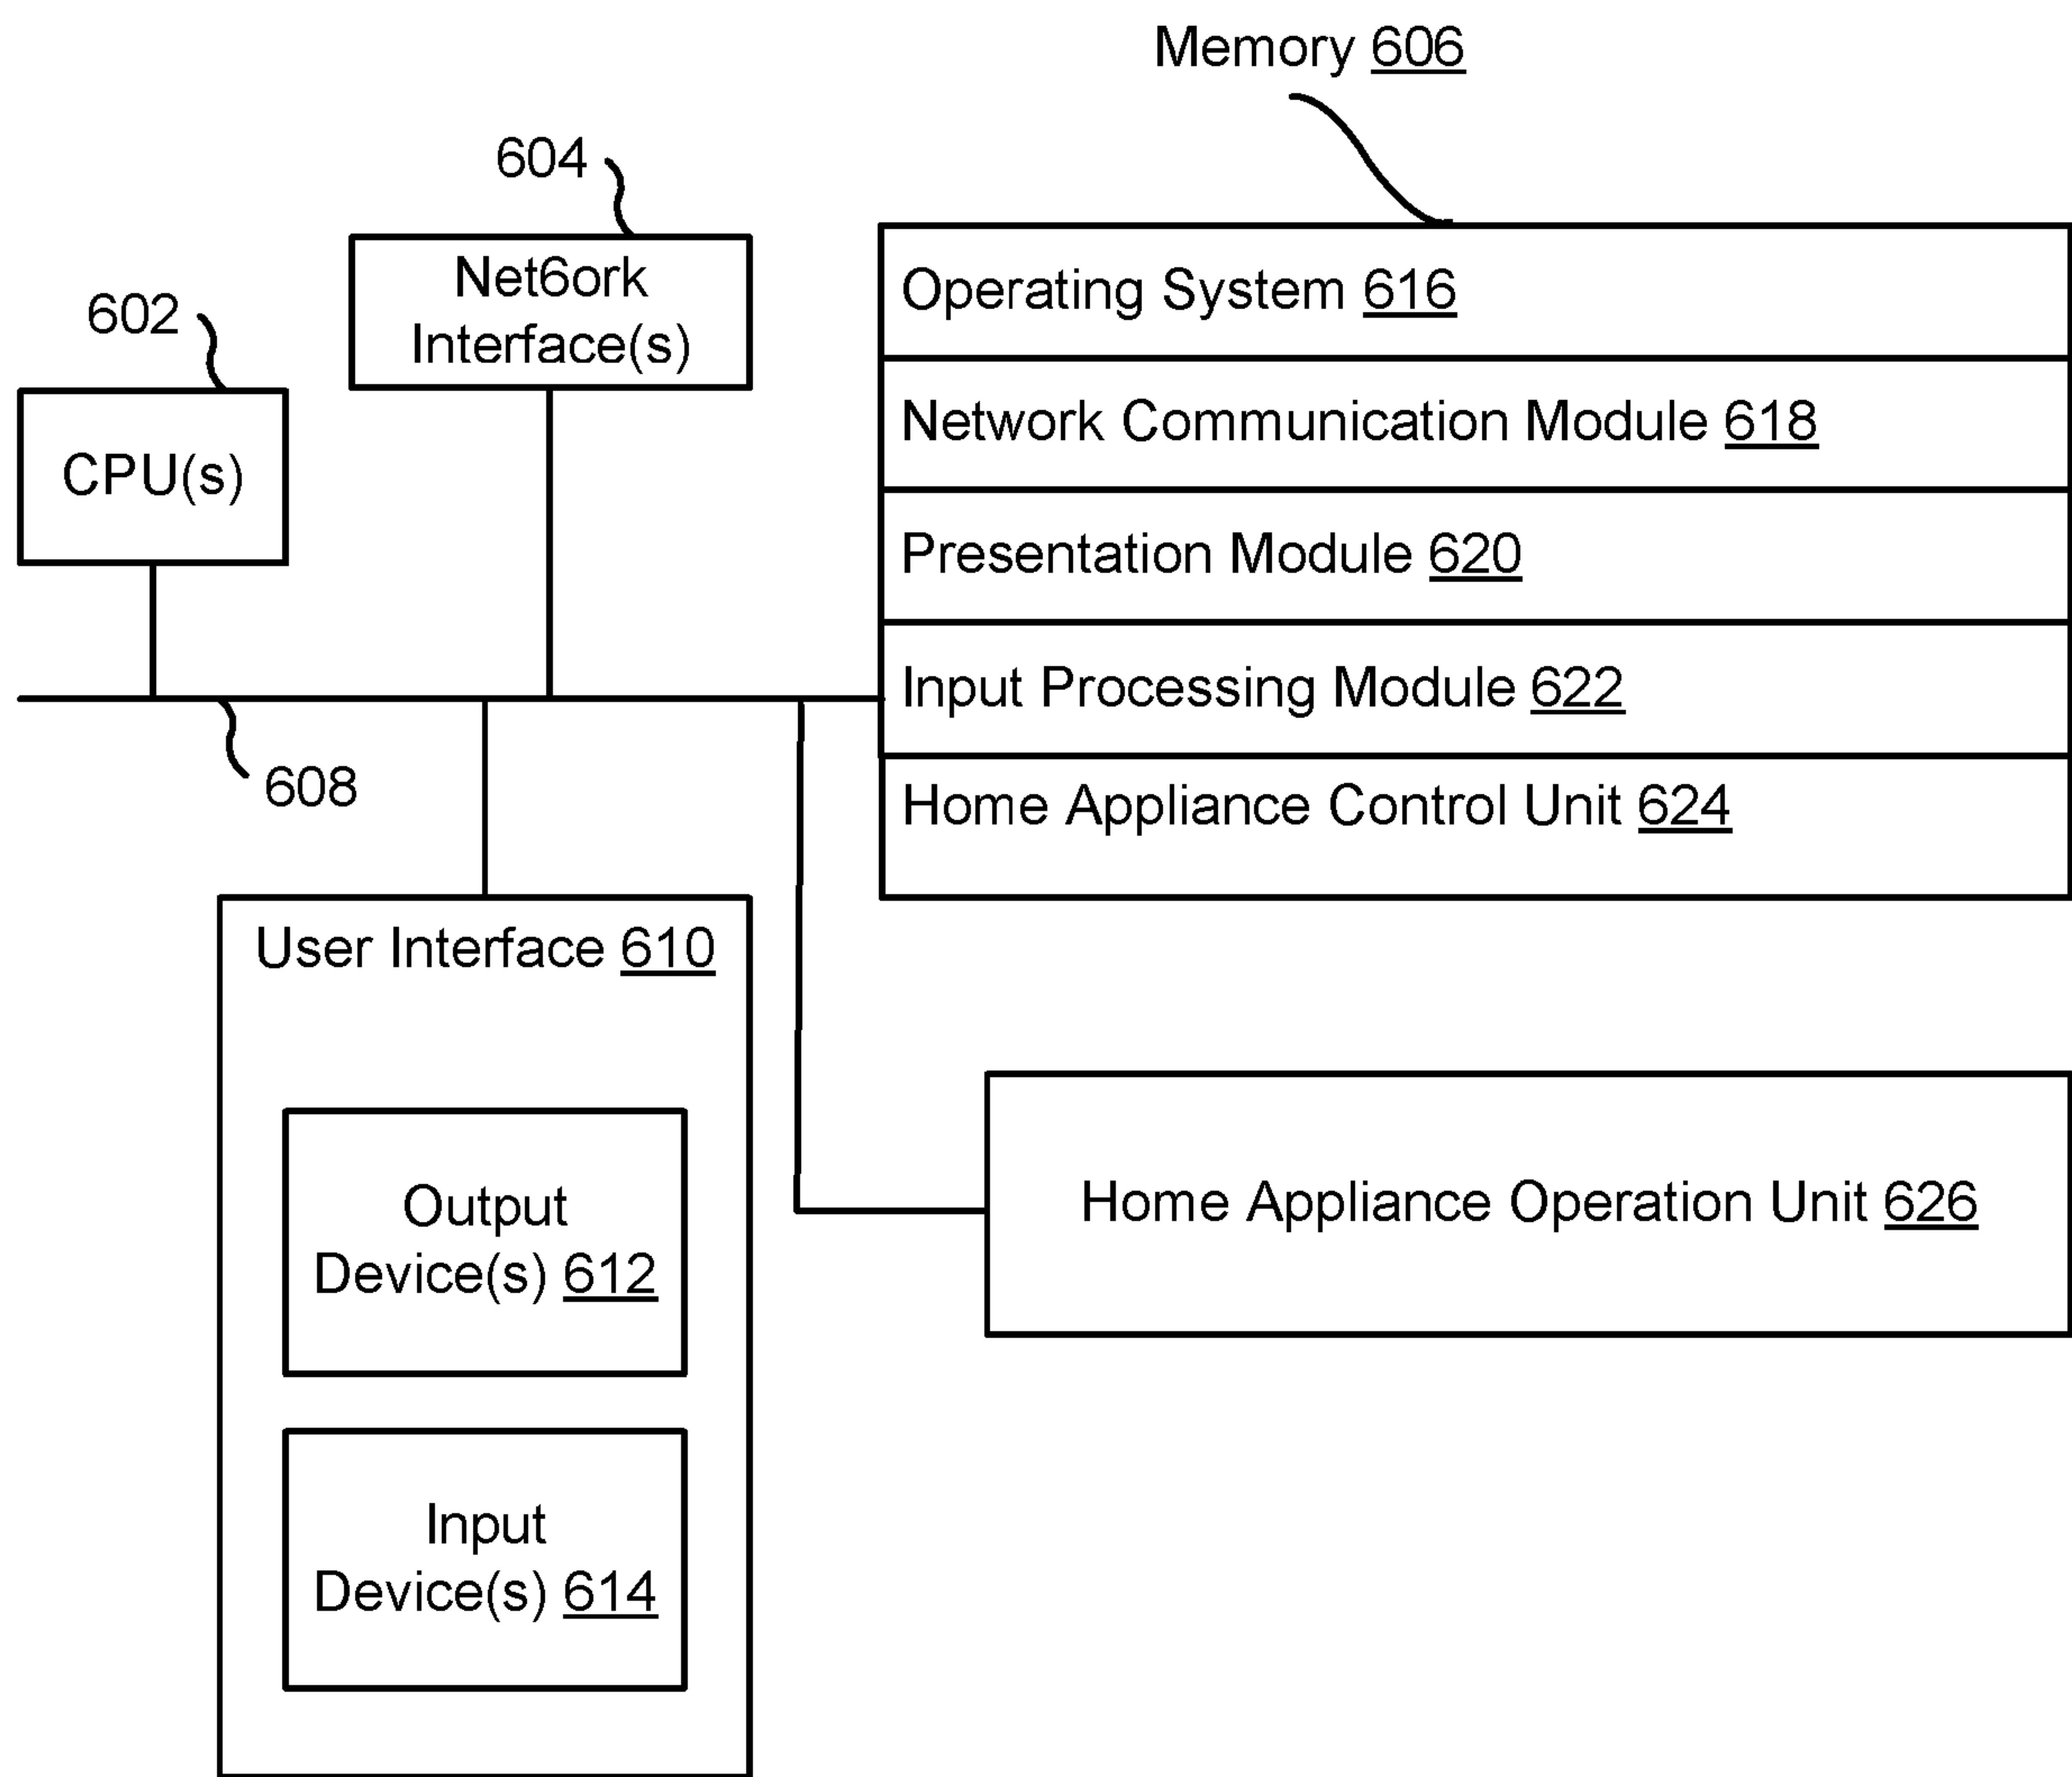 Memory 606
604
Net6ork
Interface(s)
602
CPU(s)
Operating System 616
Network Communication Module 618
Presentation Module 620
Input Processing Module 622
Home Appliance Control Unit 624
608
User Interface 610
Output
Device(s) 612
Input
Device(s) 614
Home Appliance Operation Unit 626